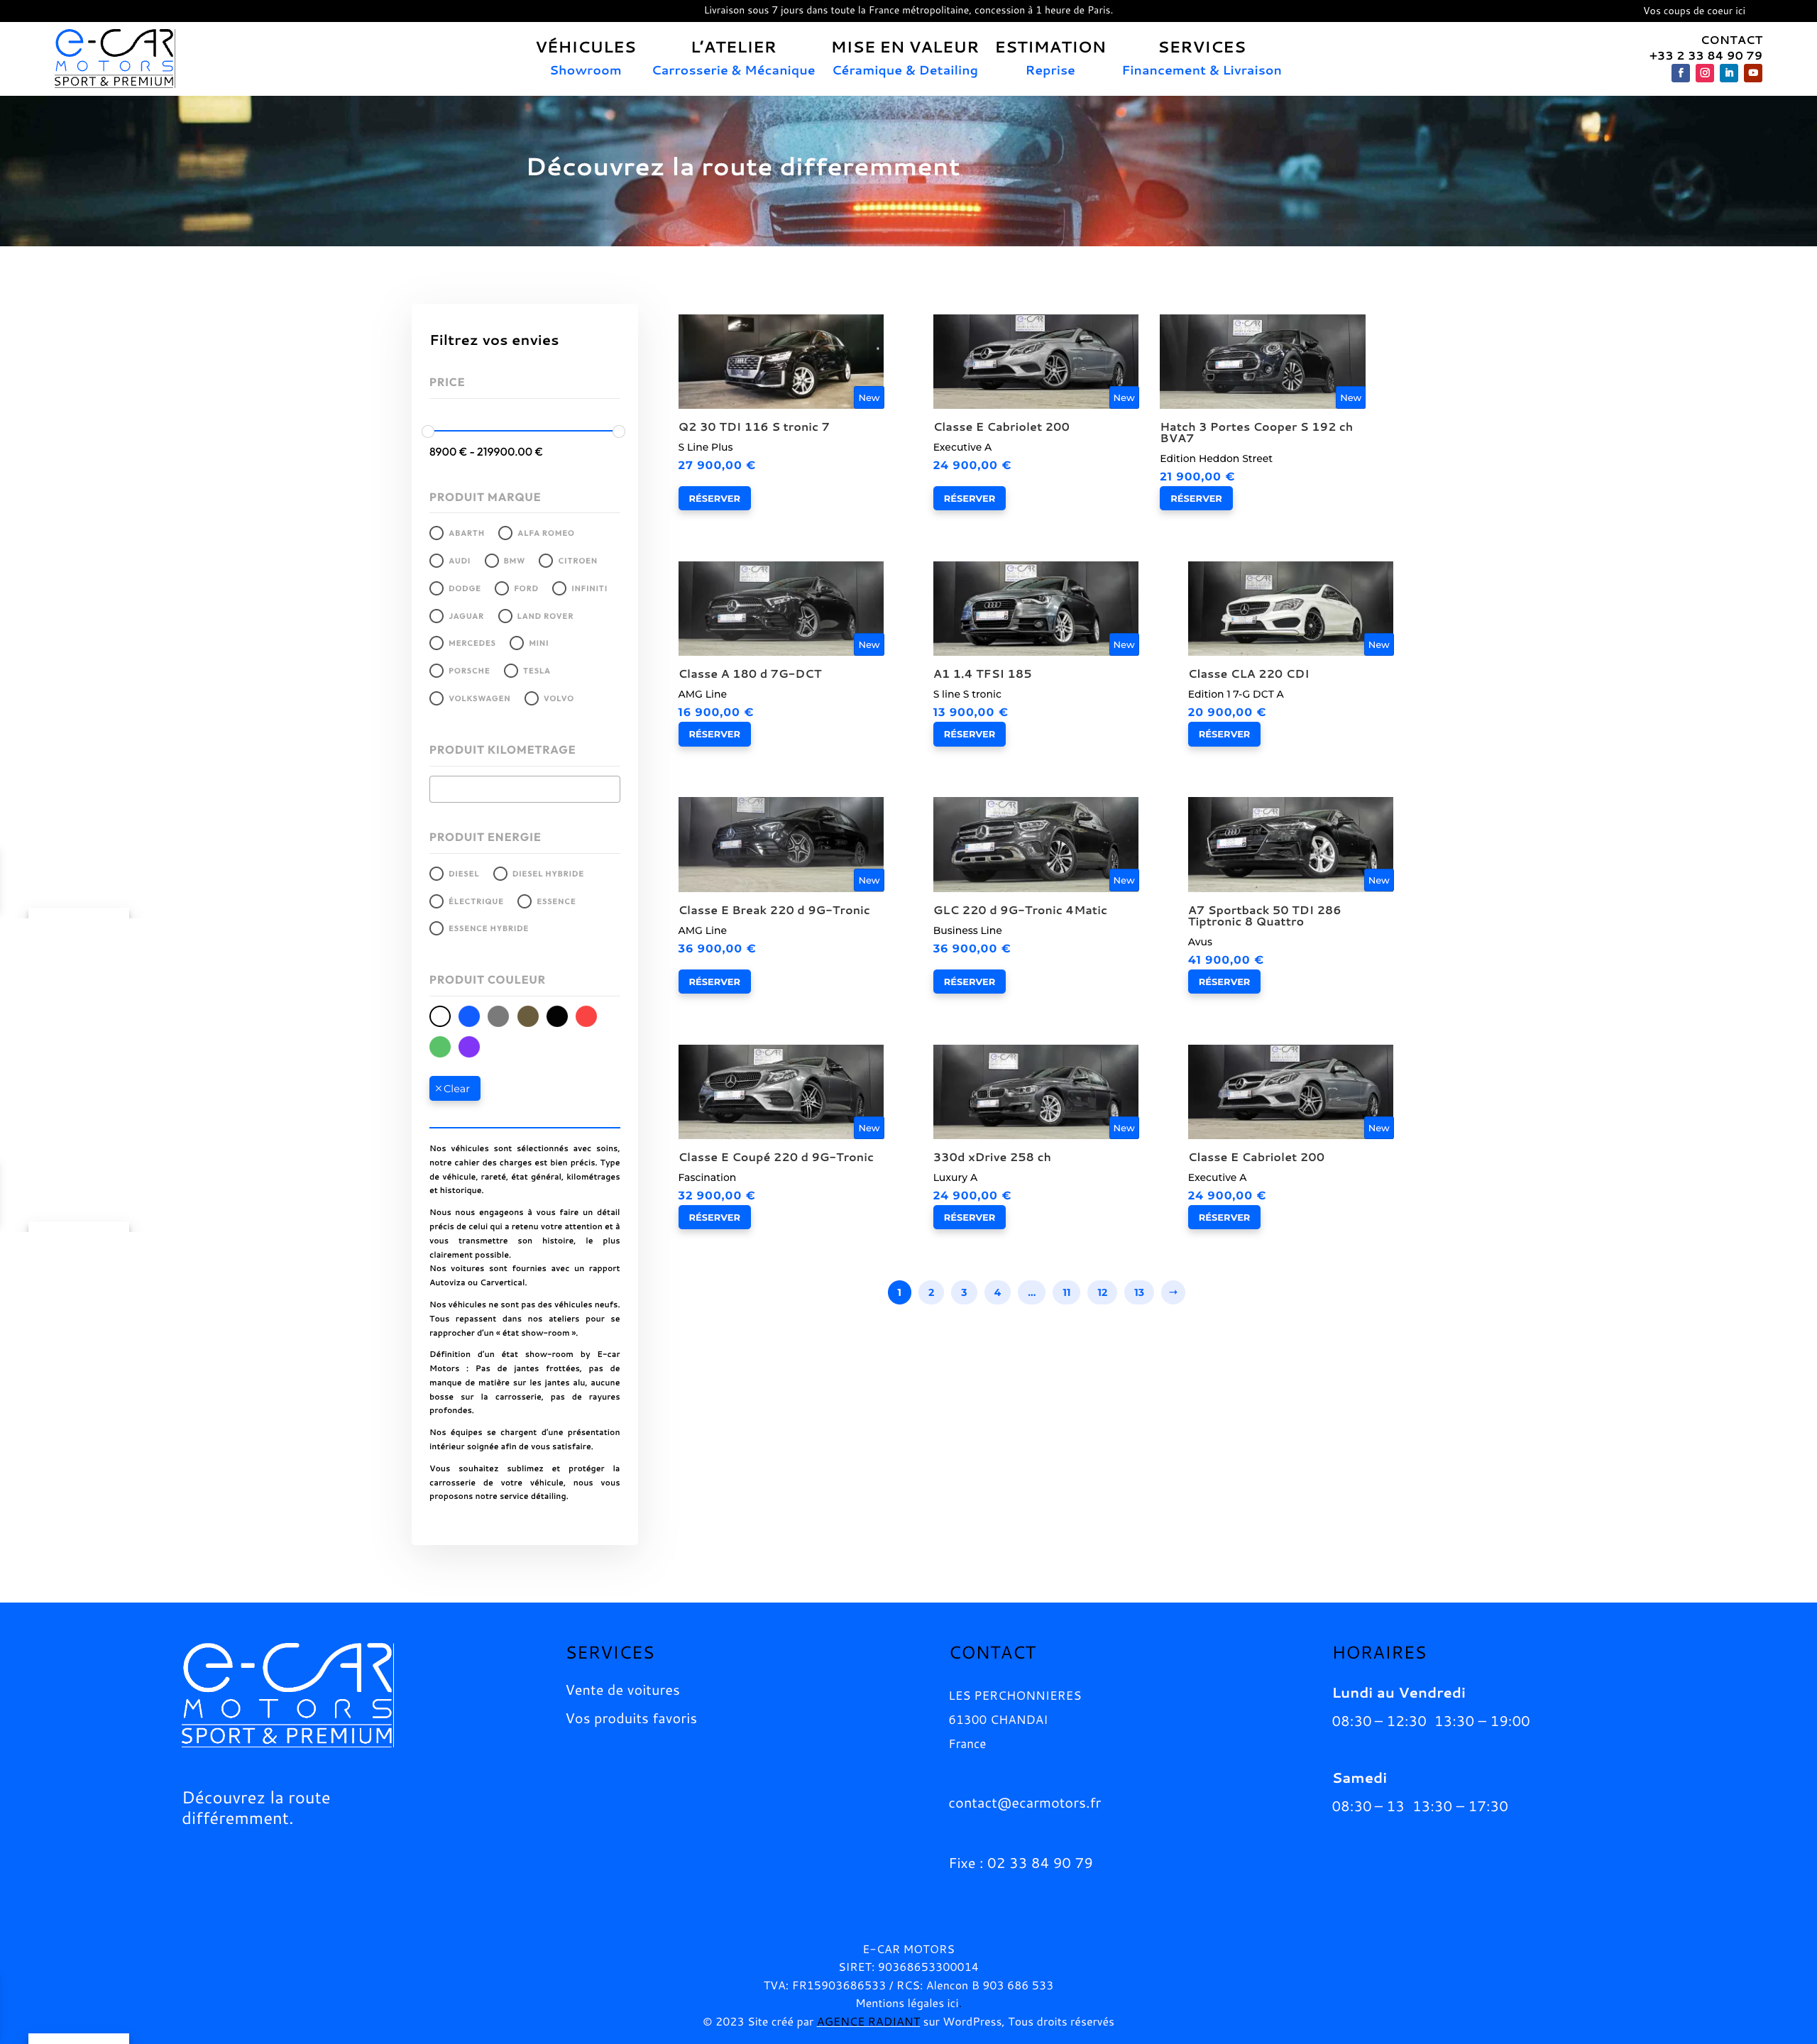 Livraison sous 7 jours dans toute la France métropolitaine, concession à 1 heure de Paris.
Vos coups de coeur ici
e-CAR
MOTORS
SPORT & PREMIUM
VÉHICULES
Showroom
L'ATELIER
Carrosserie & Mécanique
MISE EN VALEUR
Céramique & Detailing
ESTIMATION
Reprise
SERVICES
Financement & Livraison
CONTACT
+33 2 33 84 90 79
Découvrez la route differemment
Filtrez vos envies
PRICE
8900 € - 219900.00 €
PRODUIT MARQUE
ABARTH ALFA ROMEO
AUDI BMW CITROEN
DODGE FORD INFINITI
JAGUAR LAND ROVER
MERCEDES MINI
PORSCHE TESLA
VOLKSWAGEN VOLVO
PRODUIT KILOMETRAGE
PRODUIT ENERGIE
DIESEL DIESEL HYBRIDE
ÉLECTRIQUE ESSENCE
ESSENCE HYBRIDE
PRODUIT COULEUR
×Clear
Nos véhicules sont sélectionnés avec soins,
notre cahier des charges est bien précis. Type
de véhicule, rareté, état général, kilométrages
et historique.
Nous nous engageons à vous faire un détail
précis de celui qui a retenu votre attention et à
vous transmettre son histoire, le plus
clairement possible.
Nos voitures sont fournies avec un rapport
Autoviza ou Carvertical.
Nos véhicules ne sont pas des véhicules neufs.
Tous repassent dans nos ateliers pour se
rapprocher d'un « état show-room ».
Définition d'un état show-room by E-car
Motors : Pas de jantes frottées, pas de
manque de matière sur les jantes alu, aucune
bosse sur la carrosserie, pas de rayures
profondes.
Nos équipes se chargent d'une présentation
intérieur soignée afin de vous satisfaire.
Vous souhaitez sublimez et protéger la
carrosserie de votre véhicule, nous vous
proposons notre service détailing.
New
Q2 30 TDI 116 S tronic 7
S Line Plus
27 900,00 €
RÉSERVER
New
Classe E Cabriolet 200
Executive A
24 900,00 €
RÉSERVER
New
Hatch 3 Portes Cooper S 192 ch
BVA7
Edition Heddon Street
21 900,00 €
RÉSERVER
New
Classe A 180 d 7G-DCT
AMG Line
16 900,00 €
RÉSERVER
New
A1 1.4 TFSI 185
S line S tronic
13 900,00 €
RÉSERVER
New
Classe CLA 220 CDI
Edition 1 7-G DCT A
20 900,00 €
RÉSERVER
New
Classe E Break 220 d 9G-Tronic
AMG Line
36 900,00 €
RÉSERVER
New
GLC 220 d 9G-Tronic 4Matic
Business Line
36 900,00 €
RÉSERVER
New
A7 Sportback 50 TDI 286
Tiptronic 8 Quattro
Avus
41 900,00 €
RÉSERVER
New
Classe E Coupé 220 d 9G-Tronic
Fascination
32 900,00 €
RÉSERVER
New
330d xDrive 258 ch
Luxury A
24 900,00 €
RÉSERVER
New
Classe E Cabriolet 200
Executive A
24 900,00 €
RÉSERVER
1 2 3 4 … 11 12 13 →
e-CAR
MOTORS
SPORT & PREMIUM
Découvrez la route
différemment.
SERVICES
Vente de voitures
Vos produits favoris
CONTACT
LES PERCHONNIERES
61300 CHANDAI
France
contact@ecarmotors.fr
Fixe : 02 33 84 90 79
HORAIRES
Lundi au Vendredi
08:30 – 12:30 13:30 – 19:00
Samedi
08:30 – 13 13:30 – 17:30
E-CAR MOTORS
SIRET: 90368653300014
TVA: FR15903686533 / RCS: Alencon B 903 686 533
Mentions légales ici
© 2023 Site créé par AGENCE RADIANT sur WordPress, Tous droits réservés